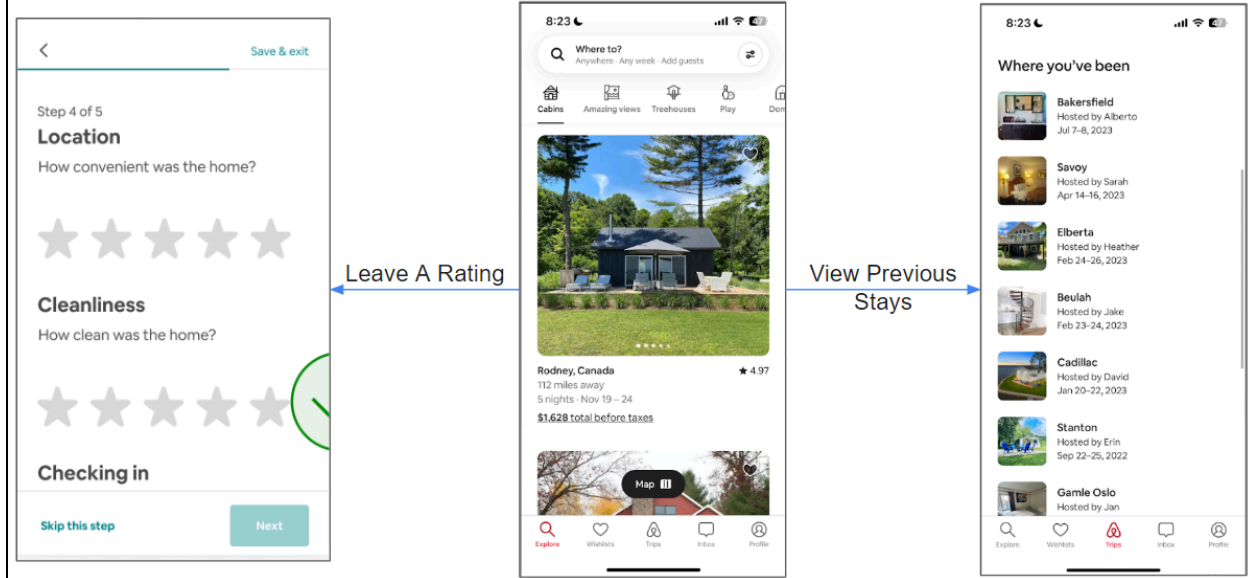 Save & exit
Step 4 of 5
Location
How convenient was the home?
Cleanliness
How clean was the home?
Checking in
Skip this step
Next
Leave A Rating
8:23
47
Where to?
Anywhere · Any week · Add guests
Cabins
Amazing views
Treehouses
Play
Dom
Rodney, Canada
★ 4.97
112 miles away
5 nights · Nov 19 – 24
$1,628 total before taxes
Map
Explore
Wishlists
Trips
Inbox
Profile
View Previous
Stays
8:23
47
Where you've been
Bakersfield
Hosted by Alberto
Jul 7–8, 2023
Savoy
Hosted by Sarah
Apr 14–16, 2023
Elberta
Hosted by Heather
Feb 24–26, 2023
Beulah
Hosted by Jake
Feb 23–24, 2023
Cadillac
Hosted by David
Jan 20–22, 2023
Stanton
Hosted by Erin
Sep 22–25, 2022
Gamle Oslo
Hosted by Jan
Explore
Wishlists
Trips
Inbox
Profile